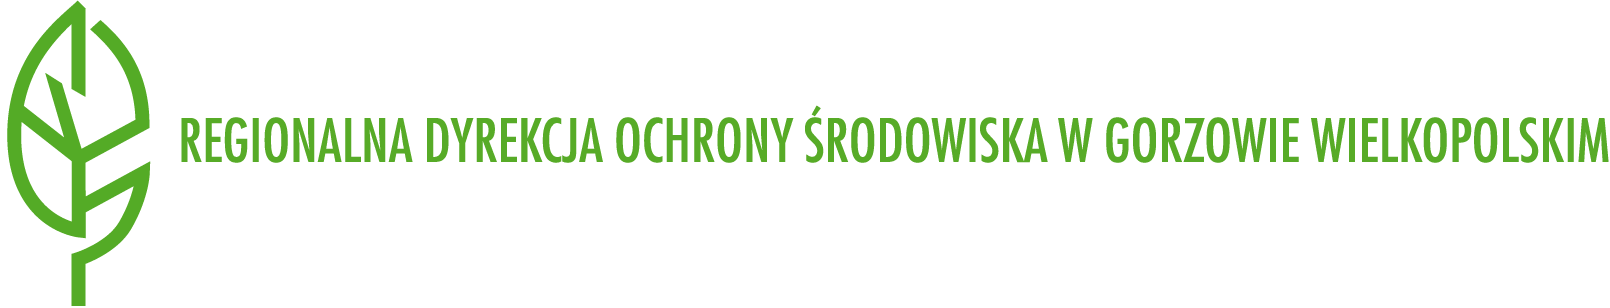 REGIONALNA DYREKCJA OCHRONY ŚRODOWISKA W GORZOWIE WIELKOPOLSKIM